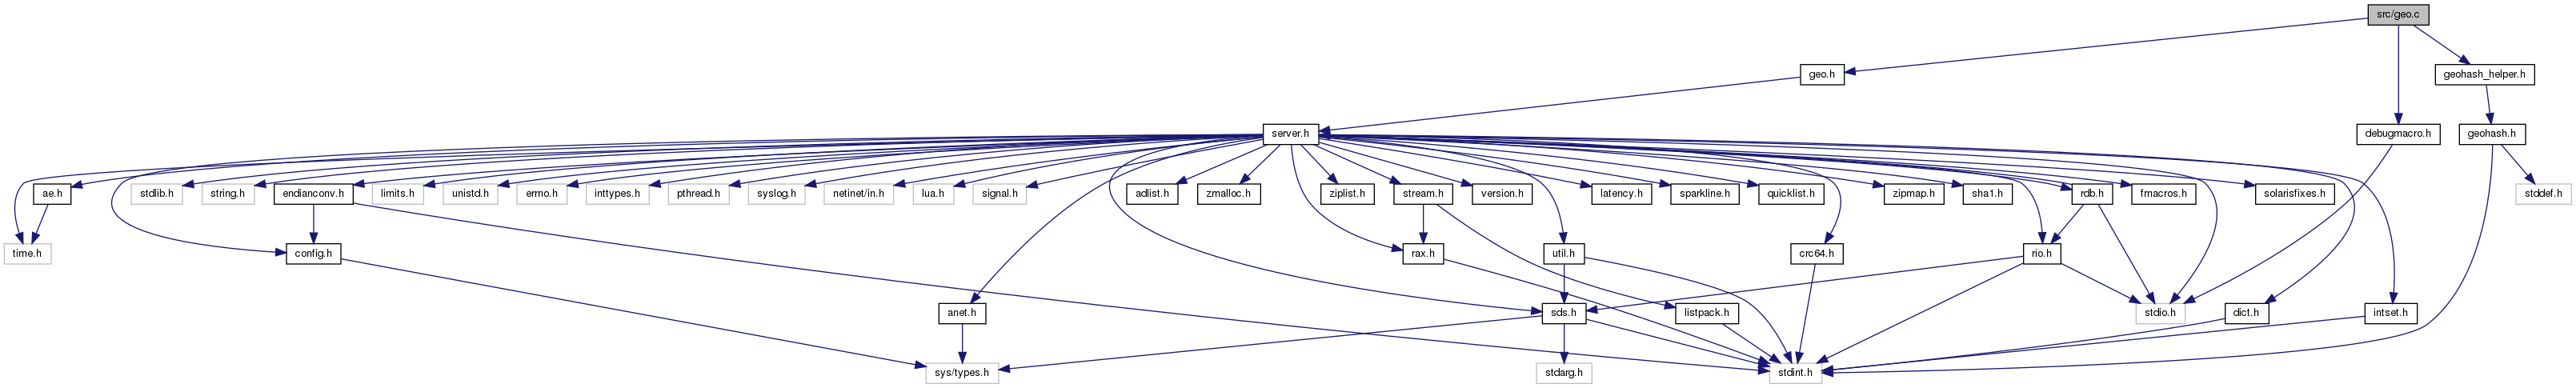 src/geo.c
geo.h
geohash_helper.h
server.h
debugmacro.h
geohash.h
ae.h
stdlib.h
string.h
endianconv.h
limits.h
unistd.h
errno.h
inttypes.h
pthread.h
syslog.h
netinet/in.h
lua.h
signal.h
adlist.h
zmalloc.h
ziplist.h
stream.h
version.h
latency.h
sparkline.h
quicklist.h
zipmap.h
sha1.h
rdb.h
fmacros.h
solarisfixes.h
stddef.h
time.h
config.h
rax.h
util.h
crc64.h
rio.h
anet.h
sds.h
listpack.h
stdio.h
dict.h
intset.h
sys/types.h
stdarg.h
stdint.h